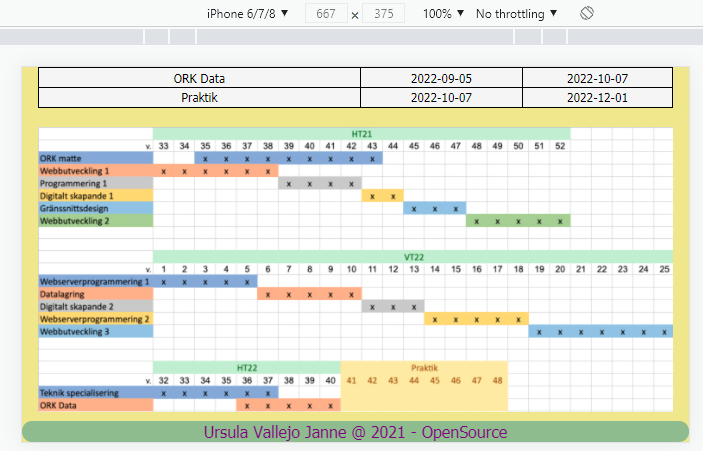 iPhone 6/7/8 ▼ 667 x 375 100% ▼ No throttling ▼
ORK Data 2022-09-05 2022-10-07
Praktik 2022-10-07 2022-12-01
HT21
v. 33 34 35 36 37 38 39 40 41 42 43 44 45 46 47 48 49 50 51 52
ORK matte x x x x x x x x x
Webbutveckling 1 x x x x x x
Programmering 1 x x x x
Digitalt skapande 1 x x
Gränssnittsdesign x x x
Webbutveckling 2 x x x x x
VT22
v. 1 2 3 4 5 6 7 8 9 10 11 12 13 14 15 16 17 18 19 20 21 22 23 24 25
Webserverprogrammering 1 x x x x x
Datalagring x x x x x
Digitalt skapande 2 x x x
Webserverprogrammering 2 x x x x x
Webbutveckling 3 x x x x x x x
HT22 Praktik
v. 32 33 34 35 36 37 38 39 40 41 42 43 44 45 46 47 48
Teknik specialisering x x x x x x
ORK Data x x x x x
Ursula Vallejo Janne @ 2021 - OpenSource